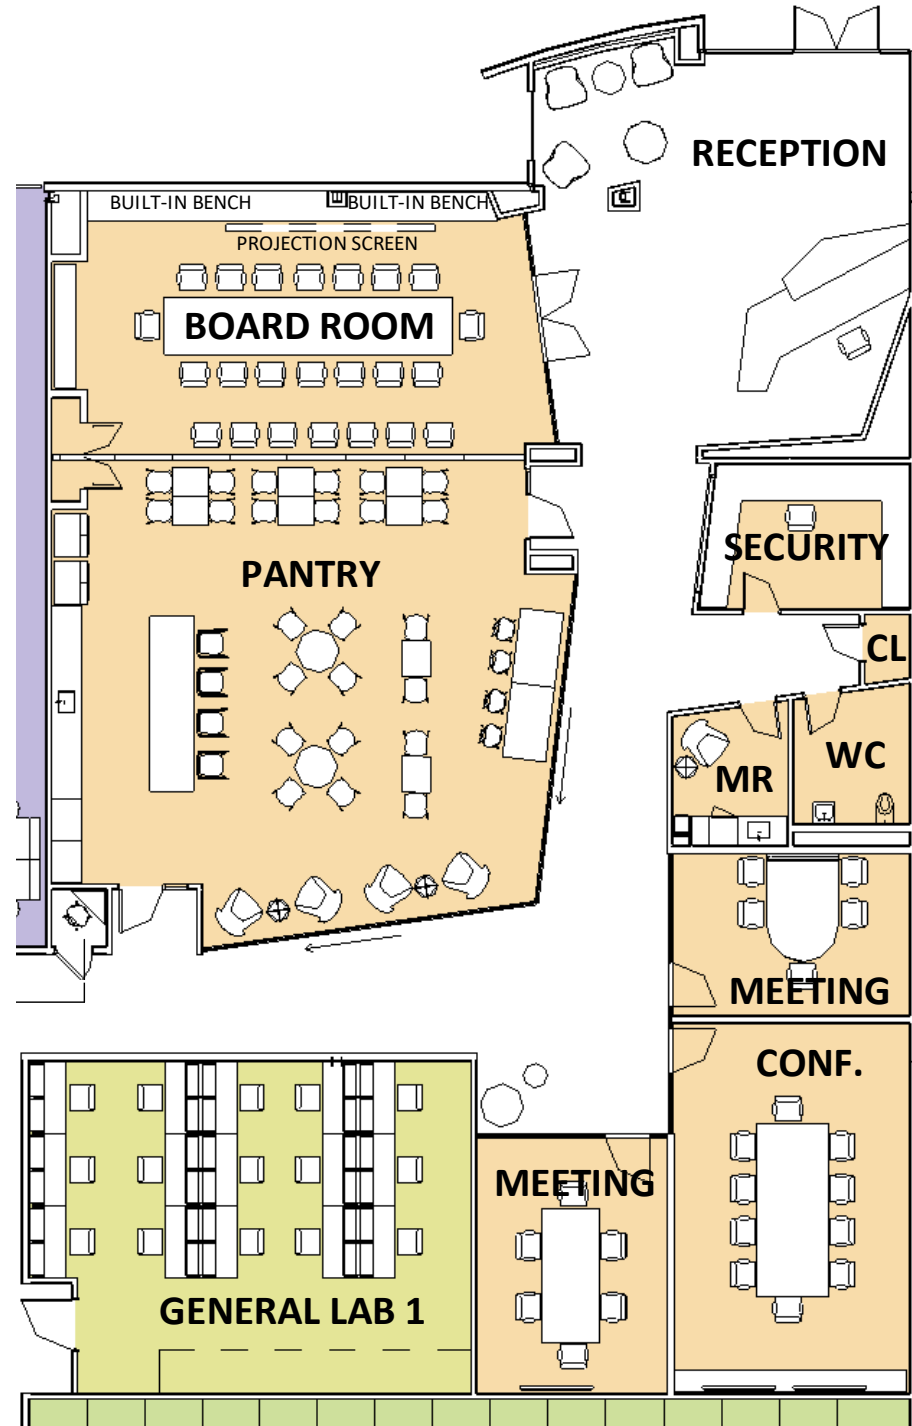 RECEPTION
BUILT-IN BENCH
BUILT-IN BENCH
PROJECTION SCREEN
BOARD ROOM
SECURITY
PANTRY
CL
WC
MR
MEETING
CONF.
MEETING
GENERAL LAB 1